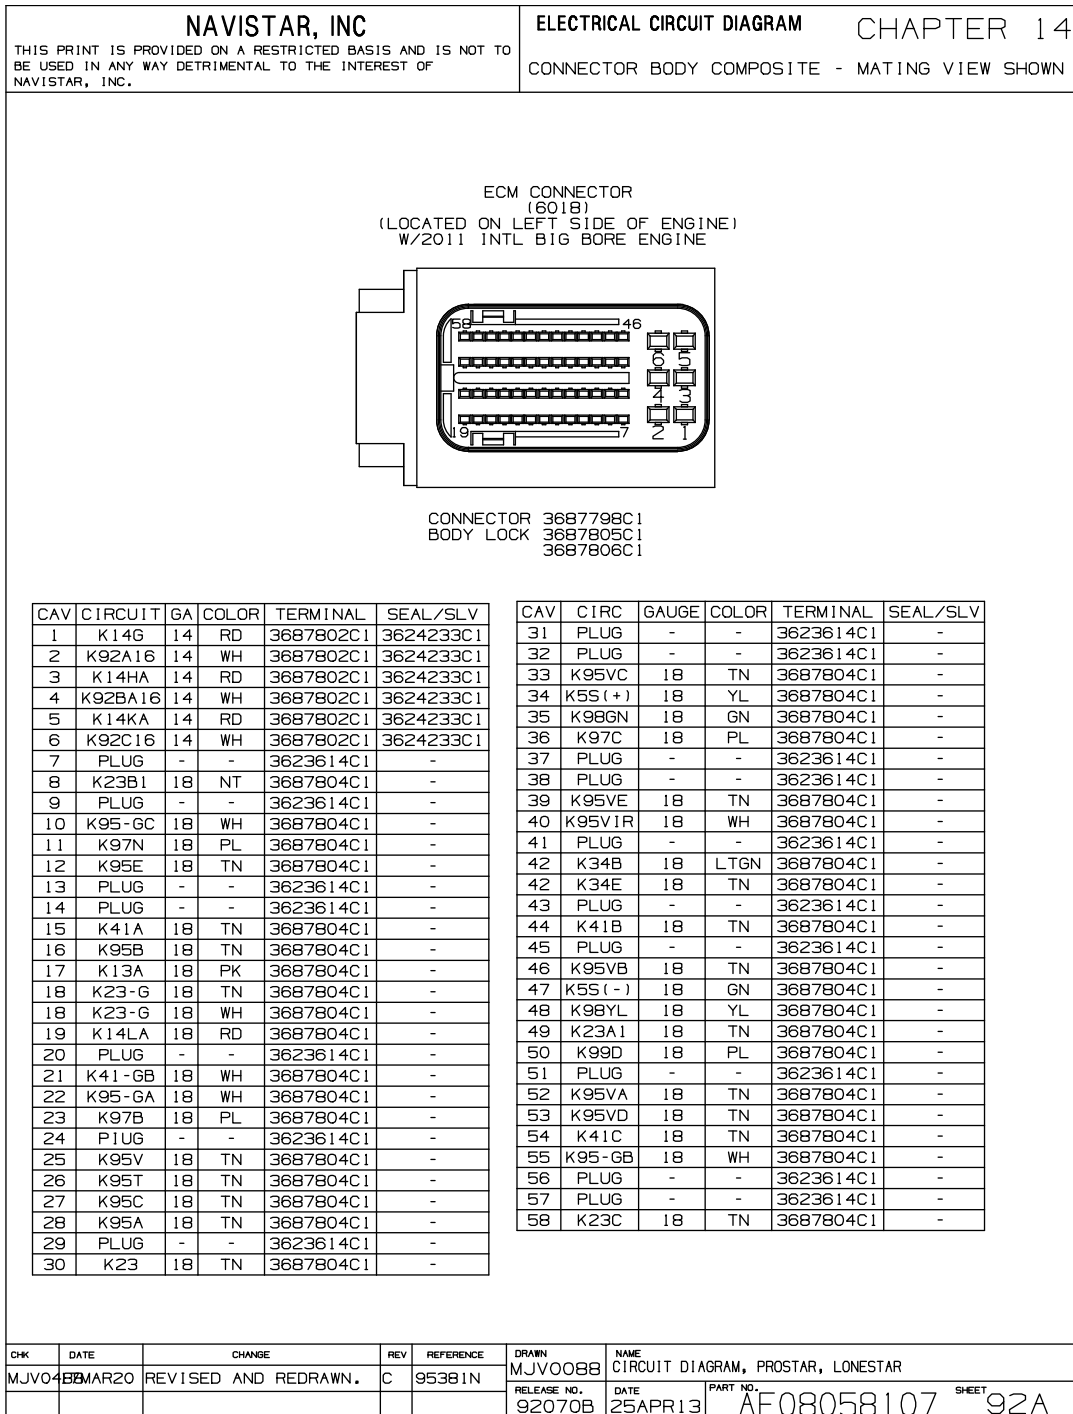 NAVISTAR, INC
THIS PRINT IS PROVIDED ON A RESTRICTED BASIS AND IS NOT TO
BE USED IN ANY WAY DETRIMENTAL TO THE INTEREST OF
NAVISTAR, INC.
ELECTRICAL CIRCUIT DIAGRAM CHAPTER 14
CONNECTOR BODY COMPOSITE - MATING VIEW SHOWN
ECM CONNECTOR
(6018)
(LOCATED ON LEFT SIDE OF ENGINE)
W/2011 INTL BIG BORE ENGINE
58 46
6 5
4 3
19 7 2 1
CONNECTOR 3687798C1
BODY LOCK 3687805C1
3687806C1
CAV CIRCUIT GA COLOR TERMINAL SEAL/SLV
1 K14G 14 RD 3687802C1 3624233C1
2 K92A16 14 WH 3687802C1 3624233C1
3 K14HA 14 RD 3687802C1 3624233C1
4 K92BA16 14 WH 3687802C1 3624233C1
5 K14KA 14 RD 3687802C1 3624233C1
6 K92C16 14 WH 3687802C1 3624233C1
7 PLUG - - 3623614C1 -
8 K23B1 18 NT 3687804C1 -
9 PLUG - - 3623614C1 -
10 K95-GC 18 WH 3687804C1 -
11 K97N 18 PL 3687804C1 -
12 K95E 18 TN 3687804C1 -
13 PLUG - - 3623614C1 -
14 PLUG - - 3623614C1 -
15 K41A 18 TN 3687804C1 -
16 K95B 18 TN 3687804C1 -
17 K13A 18 PK 3687804C1 -
18 K23-G 18 TN 3687804C1 -
18 K23-G 18 WH 3687804C1 -
19 K14LA 18 RD 3687804C1 -
20 PLUG - - 3623614C1 -
21 K41-GB 18 WH 3687804C1 -
22 K95-GA 18 WH 3687804C1 -
23 K97B 18 PL 3687804C1 -
24 P1UG - - 3623614C1 -
25 K95V 18 TN 3687804C1 -
26 K95T 18 TN 3687804C1 -
27 K95C 18 TN 3687804C1 -
28 K95A 18 TN 3687804C1 -
29 PLUG - - 3623614C1 -
30 K23 18 TN 3687804C1 -
CAV CIRC GAUGE COLOR TERMINAL SEAL/SLV
31 PLUG - - 3623614C1 -
32 PLUG - - 3623614C1 -
33 K95VC 18 TN 3687804C1 -
34 K5S(+) 18 YL 3687804C1 -
35 K98GN 18 GN 3687804C1 -
36 K97C 18 PL 3687804C1 -
37 PLUG - - 3623614C1 -
38 PLUG - - 3623614C1 -
39 K95VE 18 TN 3687804C1 -
40 K95VIR 18 WH 3687804C1 -
41 PLUG - - 3623614C1 -
42 K34B 18 LTGN 3687804C1 -
42 K34E 18 TN 3687804C1 -
43 PLUG - - 3623614C1 -
44 K41B 18 TN 3687804C1 -
45 PLUG - - 3623614C1 -
46 K95VB 18 TN 3687804C1 -
47 K5S(-) 18 GN 3687804C1 -
48 K98YL 18 YL 3687804C1 -
49 K23A1 18 TN 3687804C1 -
50 K99D 18 PL 3687804C1 -
51 PLUG - - 3623614C1 -
52 K95VA 18 TN 3687804C1 -
53 K95VD 18 TN 3687804C1 -
54 K41C 18 TN 3687804C1 -
55 K95-GB 18 WH 3687804C1 -
56 PLUG - - 3623614C1 -
57 PLUG - - 3623614C1 -
58 K23C 18 TN 3687804C1 -
CHK DATE CHANGE REV REFERENCE
REVISED AND REDRAWN. C 95381N
DRAWN MJV0088
NAME CIRCUIT DIAGRAM, PROSTAR, LONESTAR
RELEASE NO. 92070B
DATE 25APR13
PART NO. AF08058107
SHEET 92A